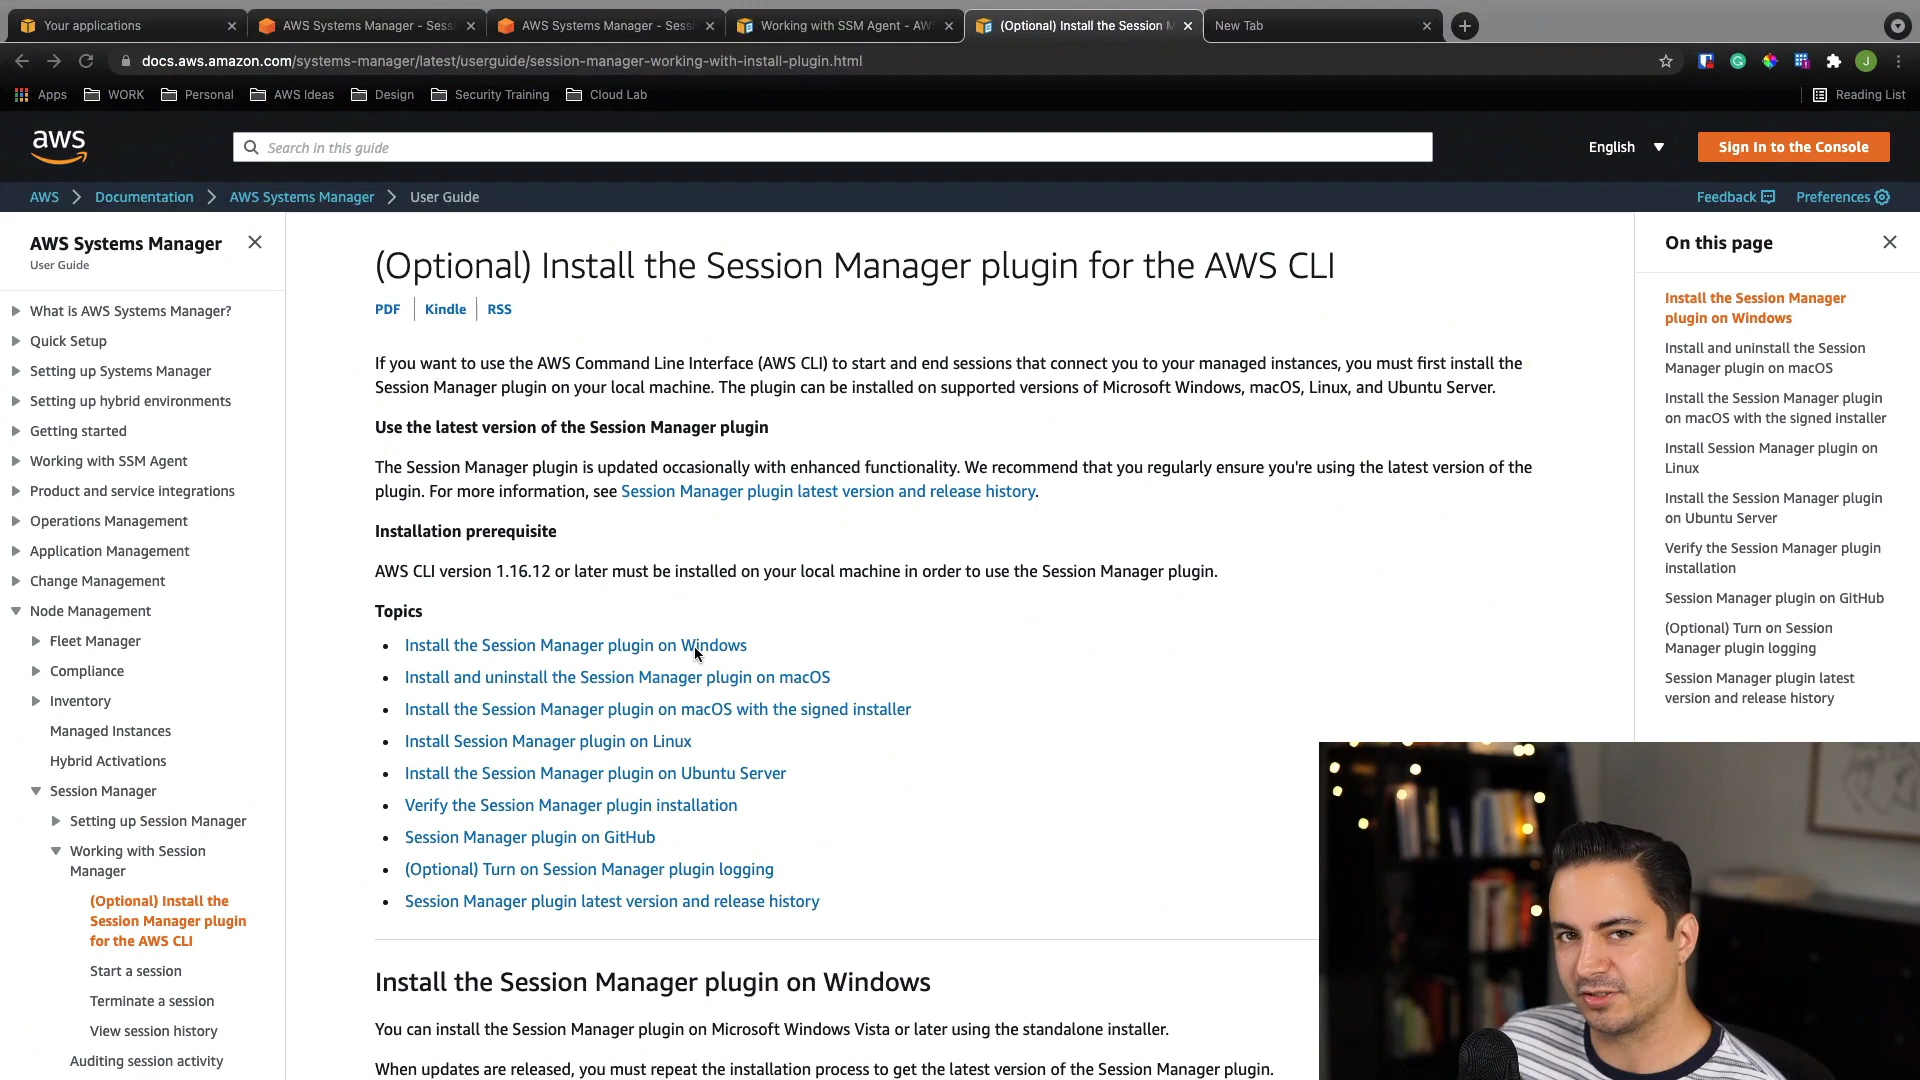 Your applications
AWS Systems Manager - Sess
AWS Systems Manager - Sess
Working with SSM Agent - AW
(Optional) Install the Session M
New Tab
docs.aws.amazon.com/systems-manager/latest/userguide/session-manager-working-with-install-plugin.html
J
Apps
WORK
Personal
AWS Ideas
Design
Security Training
Cloud Lab
Reading List
aws
Search in this guide
English
Sign In to the Console
AWS
Documentation
AWS Systems Manager
User Guide
Feedback
Preferences
AWS Systems Manager
User Guide
What is AWS Systems Manager?
Quick Setup
Setting up Systems Manager
Setting up hybrid environments
Getting started
Working with SSM Agent
Product and service integrations
Operations Management
Application Management
Change Management
Node Management
Fleet Manager
Compliance
Inventory
Managed Instances
Hybrid Activations
Session Manager
Setting up Session Manager
Working with Session
Manager
(Optional) Install the
Session Manager plugin
for the AWS CLI
Start a session
Terminate a session
View session history
Auditing session activity
(Optional) Install the Session Manager plugin for the AWS CLI
PDF
Kindle
RSS
If you want to use the AWS Command Line Interface (AWS CLI) to start and end sessions that connect you to your managed instances, you must first install the
Session Manager plugin on your local machine. The plugin can be installed on supported versions of Microsoft Windows, macOS, Linux, and Ubuntu Server.
Use the latest version of the Session Manager plugin
The Session Manager plugin is updated occasionally with enhanced functionality. We recommend that you regularly ensure you're using the latest version of the
plugin. For more information, see Session Manager plugin latest version and release history.
Installation prerequisite
AWS CLI version 1.16.12 or later must be installed on your local machine in order to use the Session Manager plugin.
Topics
• Install the Session Manager plugin on Windows
• Install and uninstall the Session Manager plugin on macOS
• Install the Session Manager plugin on macOS with the signed installer
• Install Session Manager plugin on Linux
• Install the Session Manager plugin on Ubuntu Server
• Verify the Session Manager plugin installation
• Session Manager plugin on GitHub
• (Optional) Turn on Session Manager plugin logging
• Session Manager plugin latest version and release history
Install the Session Manager plugin on Windows
You can install the Session Manager plugin on Microsoft Windows Vista or later using the standalone installer.
When updates are released, you must repeat the installation process to get the latest version of the Session Manager plugin.
On this page
Install the Session Manager
plugin on Windows
Install and uninstall the Session
Manager plugin on macOS
Install the Session Manager plugin
on macOS with the signed installer
Install Session Manager plugin on
Linux
Install the Session Manager plugin
on Ubuntu Server
Verify the Session Manager plugin
installation
Session Manager plugin on GitHub
(Optional) Turn on Session
Manager plugin logging
Session Manager plugin latest
version and release history